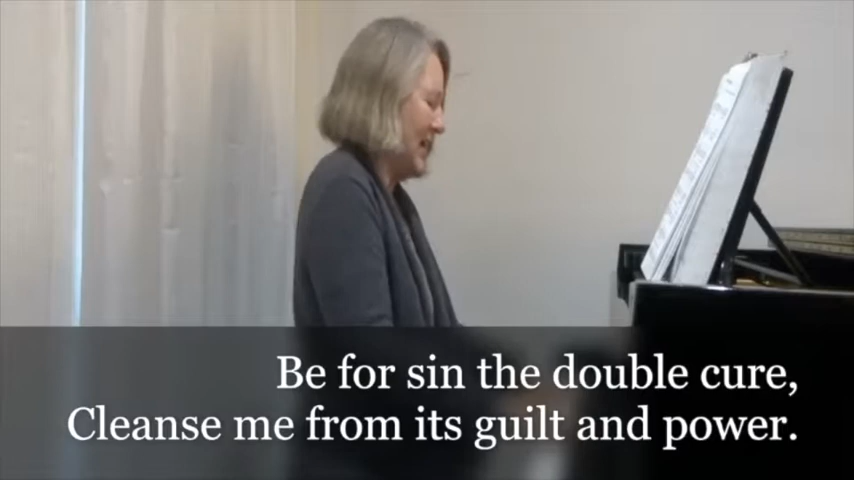 Be for sin the double cure,
Cleanse me from its guilt and power.